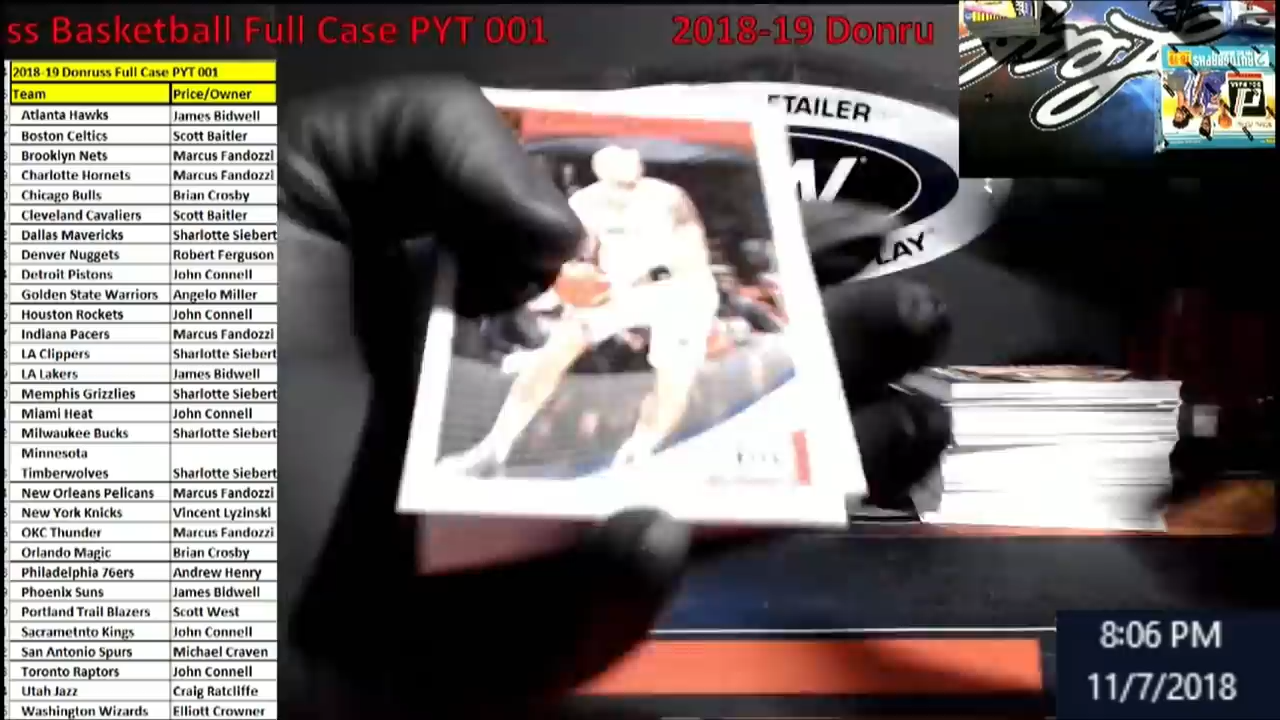 ss Basketball Full Case PYT 001 2018-19 Donru
2018-19 Donruss Full Case PYT 001
Team Price/Owner
Atlanta Hawks James Bidwell
Boston Celtics Scott Baitler
Brooklyn Nets Marcus Fandozzi
Charlotte Hornets Marcus Fandozzi
Chicago Bulls Brian Crosby
Cleveland Cavaliers Scott Baitler
Dallas Mavericks Sharlotte Siebert
Denver Nuggets Robert Ferguson
Detroit Pistons John Connell
Golden State Warriors Angelo Miller
Houston Rockets John Connell
Indiana Pacers Marcus Fandozzi
LA Clippers Sharlotte Siebert
LA Lakers James Bidwell
Memphis Grizzlies Sharlotte Siebert
Miami Heat John Connell
Milwaukee Bucks Sharlotte Siebert
Minnesota
Timberwolves Sharlotte Siebert
New Orleans Pelicans Marcus Fandozzi
New York Knicks Vincent Lyzinski
OKC Thunder Marcus Fandozzi
Orlando Magic Brian Crosby
Philadelphia 76ers Andrew Henry
Phoenix Suns James Bidwell
Portland Trail Blazers Scott West
Sacrametnto Kings John Connell
San Antonio Spurs Michael Craven
Toronto Raptors John Connell
Utah Jazz Craig Ratcliffe
Washington Wizards Elliott Crowner
ETAILER
W
LAY
8:06 PM
11/7/2018